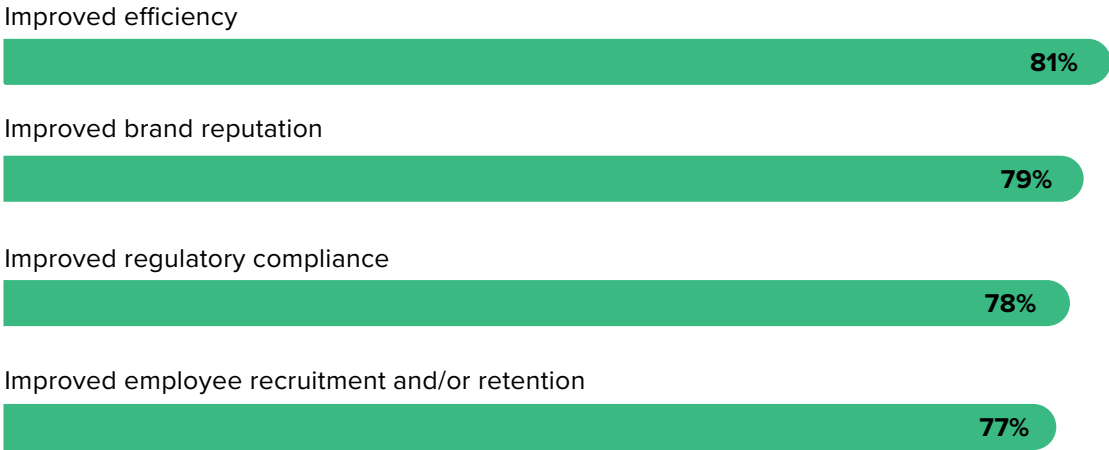 Improved efficiency
81%
Improved brand reputation
79%
Improved regulatory compliance
78%
Improved employee recruitment and/or retention
77%